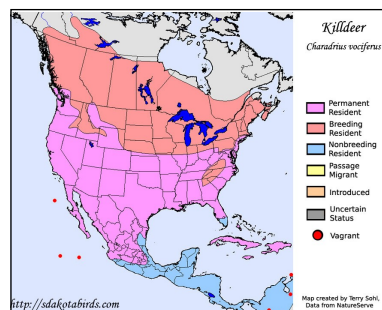 Killdeer
Charadrius vociferus
Permanent
Resident
Breeding
Resident
Nonbreeding
Resident
Passage
Migrant
Introduced
Uncertain
Status
Vagrant
Map created by Terry Sohl,
Data from NatureServe
http://sdakotabirds.com